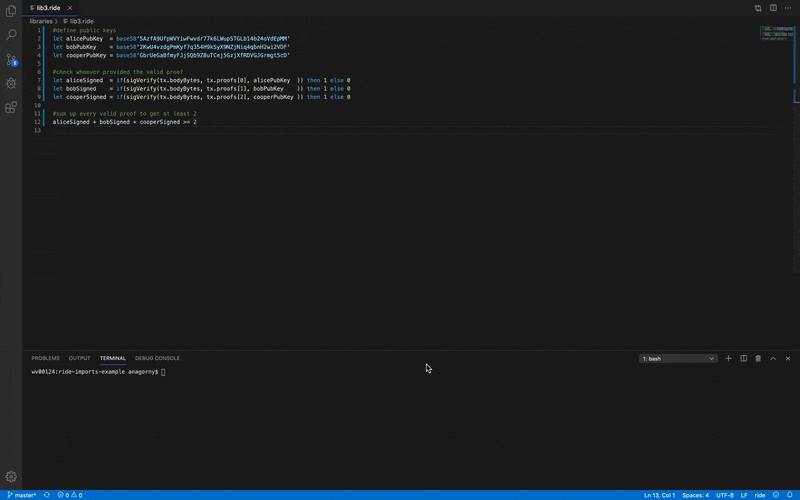 lib3.ride
libraries > lib3.ride
1 #define public keys
2 let alicePubKey = base58'5AzfA9UfpWVYiwFwvdr77k6LWupSTGLb14b24oVdEpMM'
3 let bobPubKey = base58'2KwU4vzdgPmKyf7q354H9kSyX9NZjNiq4qbnH2wi2VDF'
4 let cooperPubKey = base58'GbrUeGaBfmyFJjSQb9Z8uTCej5GzjXfRDVGJGrmgt5cD'
5
6 #check whoever provided the valid proof
7 let aliceSigned = if(sigVerify(tx.bodyBytes, tx.proofs[0], alicePubKey )) then 1 else 0
8 let bobSigned = if(sigVerify(tx.bodyBytes, tx.proofs[1], bobPubKey )) then 1 else 0
9 let cooperSigned = if(sigVerify(tx.bodyBytes, tx.proofs[2], cooperPubKey )) then 1 else 0
10
11 #sum up every valid proof to get at least 2
12 aliceSigned + bobSigned + cooperSigned >= 2
13
PROBLEMS OUTPUT TERMINAL DEBUG CONSOLE 1: bash
wv00124:ride-imports-example anagorny$
master* 0 0 Ln 13, Col 1 Spaces: 4 UTF-8 LF ride